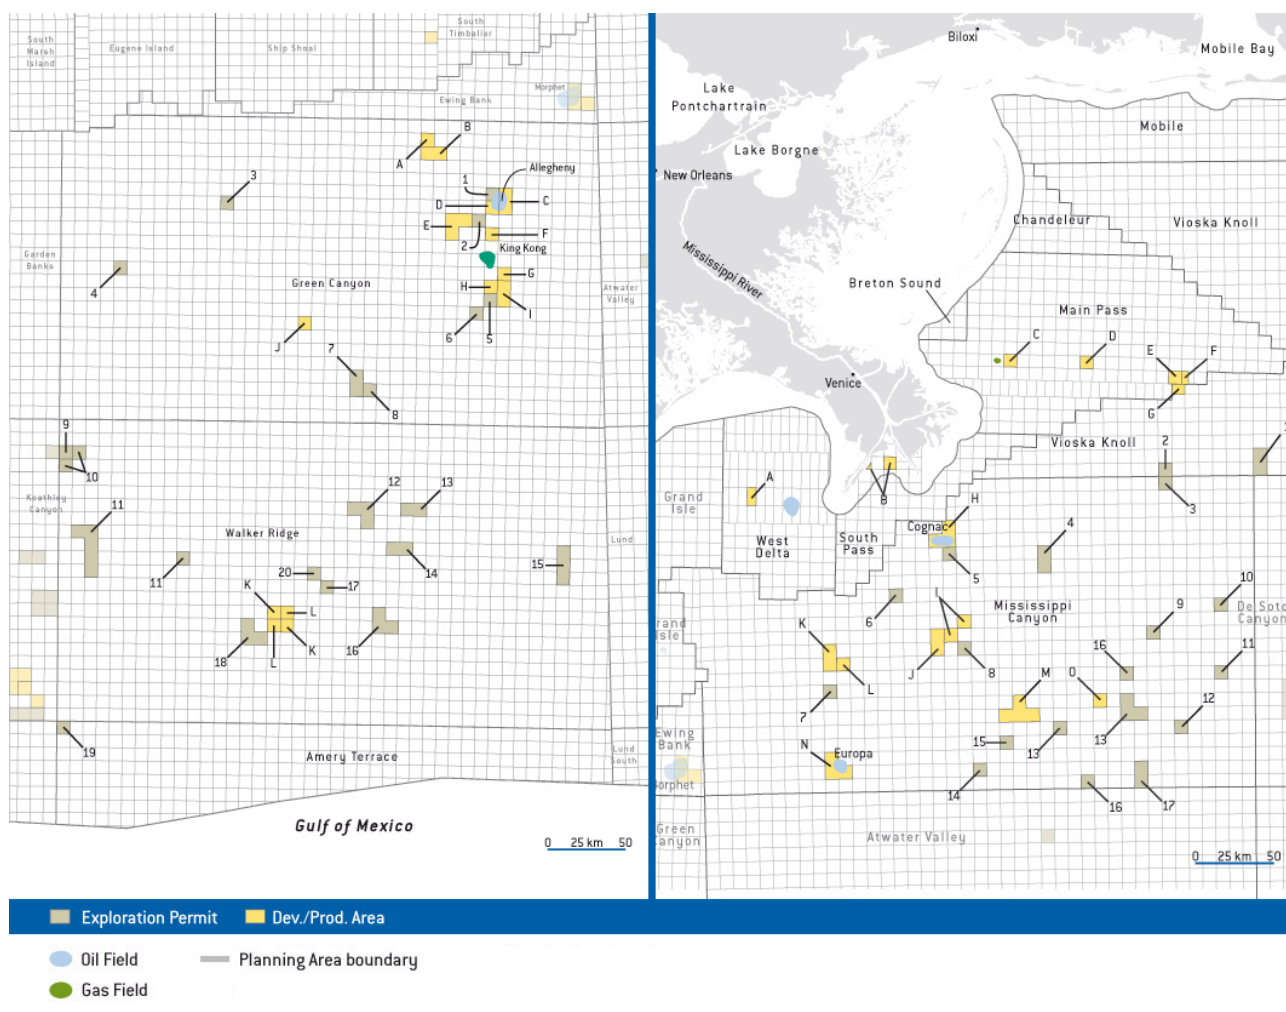 South
Marsh
Island
Eugene Island
Ship Shoal
South
Timbalier
Morphet
Ewing Bank
A
B
3
1
Allegheny
D
C
E
F
2
King Kong
Garden
Banks
4
Green Canyon
G
H
I
Atwater
Valley
6
5
J
7
8
9
10
Keathley
Canyon
11
12
13
Walker Ridge
Lund
11
14
15
20
17
K
L
18
L
K
16
19
Amery Terrace
Lund
South
Gulf of Mexico
0 25 km 50
Biloxi
Mobile Bay
Lake
Pontchartrain
Lake Borgne
Mobile
New Orleans
Chandeleur
Vioska Knoll
Mississippi River
Breton Sound
Main Pass
C
D
E
F
G
Venice
Vioska Knoll
2
3
A
B
Grand
Isle
West
Delta
South
Pass
H
Cognac
5
4
6
I
Mississippi
Canyon
10
9
De Soto
Canyon
rand
Isle
K
L
J
8
16
11
7
M
O
12
13
15
13
Ewing
Bank
N
Europa
Morphet
14
16
17
Green
Canyon
Atwater Valley
0 25 km 50
Exploration Permit
Dev./Prod. Area
Oil Field
Planning Area boundary
Gas Field